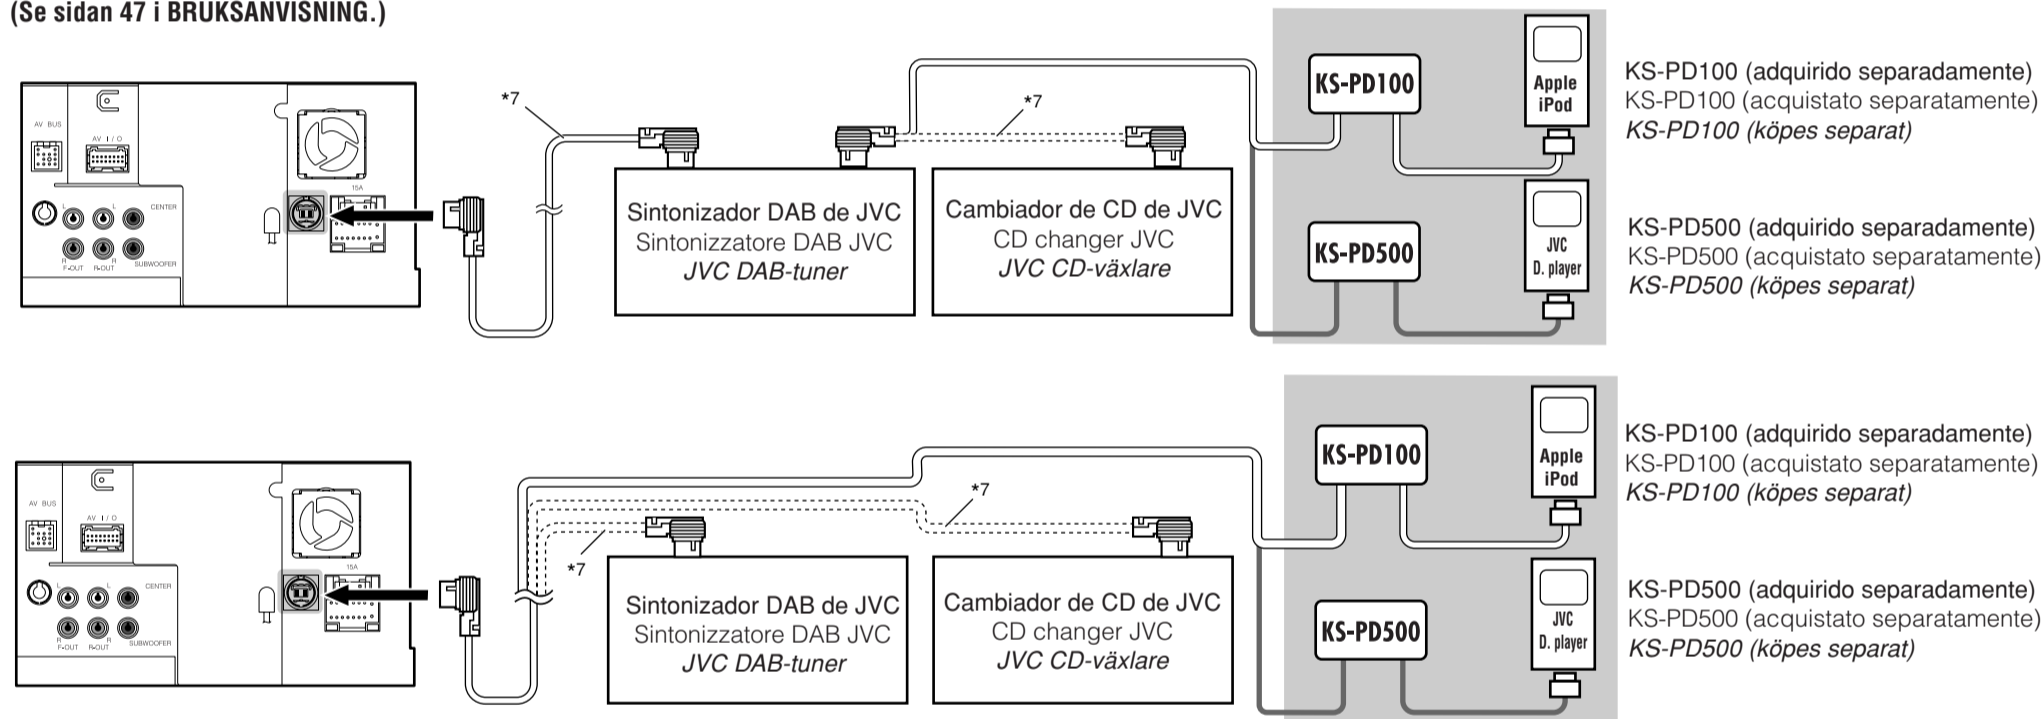 (Se sidan 47 i BRUKSANVISNING.)
AV BUS
AV I / O
15A
L
L
CENTER
R
R
F-OUT
R-OUT
SUBWOOFER
*7
Sintonizador DAB de JVC
Sintonizzatore DAB JVC
JVC DAB-tuner
*7
Cambiador de CD de JVC
CD changer JVC
JVC CD-växlare
KS-PD100
Apple
iPod
KS-PD100 (adquirido separadamente)
KS-PD100 (acquistato separatamente)
KS-PD100 (köpes separat)
KS-PD500
JVC
D. player
KS-PD500 (adquirido separadamente)
KS-PD500 (acquistato separatamente)
KS-PD500 (köpes separat)
AV BUS
AV I / O
15A
L
L
CENTER
R
R
F-OUT
R-OUT
SUBWOOFER
*7
*7
Sintonizador DAB de JVC
Sintonizzatore DAB JVC
JVC DAB-tuner
Cambiador de CD de JVC
CD changer JVC
JVC CD-växlare
KS-PD100
Apple
iPod
KS-PD100 (adquirido separadamente)
KS-PD100 (acquistato separatamente)
KS-PD100 (köpes separat)
KS-PD500
JVC
D. player
KS-PD500 (adquirido separadamente)
KS-PD500 (acquistato separatamente)
KS-PD500 (köpes separat)